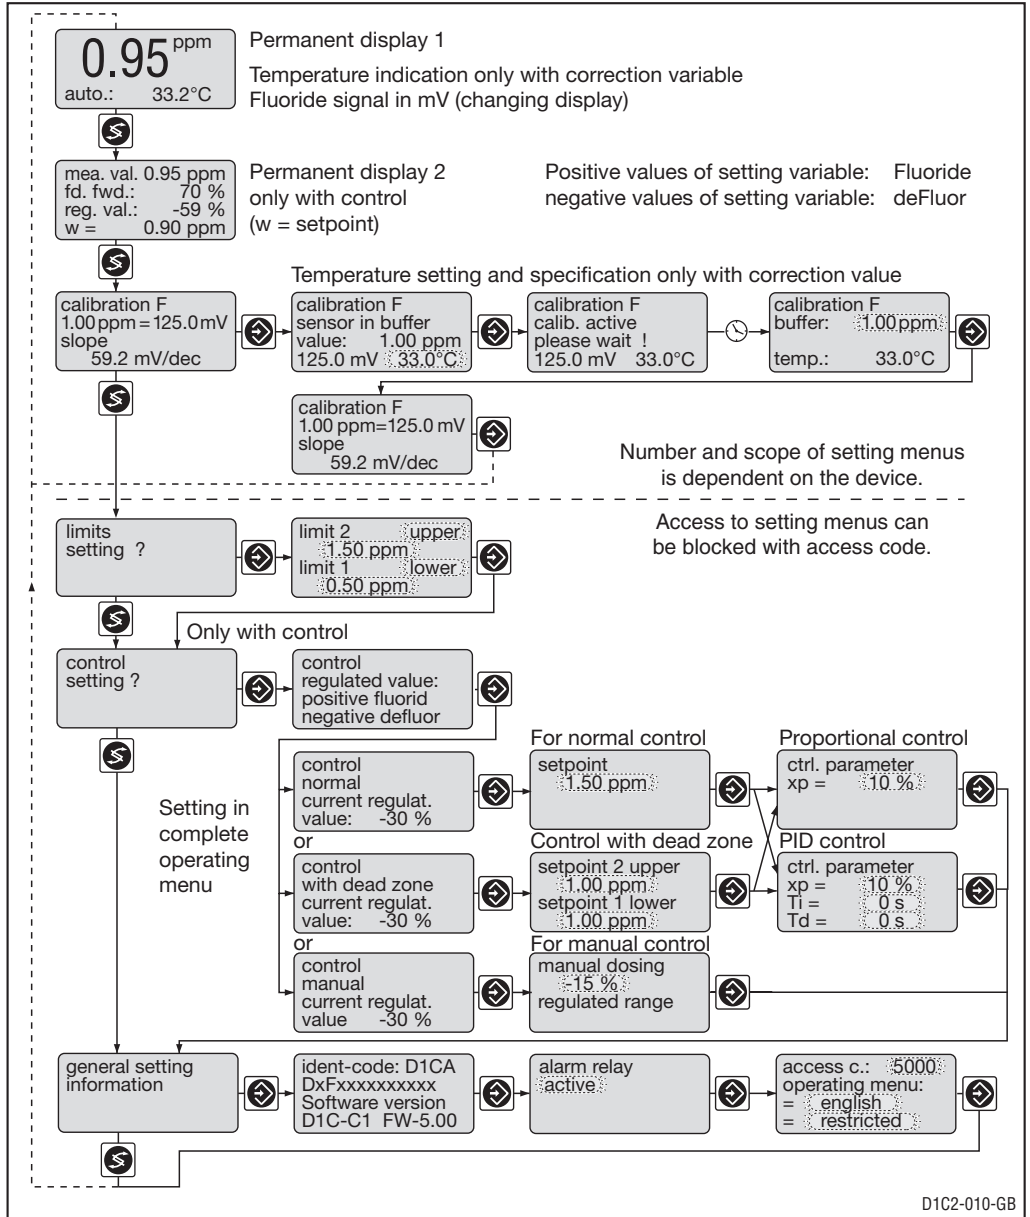 0.95 ppm
auto.: 33.2°C
Permanent display 1
Temperature indication only with correction variable
Fluoride signal in mV (changing display)
mea. val. 0.95 ppm
fd. fwd.: 70 %
reg. val.: -59 %
w = 0.90 ppm
Permanent display 2
only with control
(w = setpoint)
Positive values of setting variable: Fluoride
negative values of setting variable: deFluor
Temperature setting and specification only with correction value
calibration F
1.00 ppm = 125.0 mV
slope
59.2 mV/dec
calibration F
sensor in buffer
value: 1.00 ppm
125.0 mV 33.0°C
calibration F
calib. active
please wait !
125.0 mV 33.0°C
calibration F
buffer: 1.00 ppm
temp.: 33.0°C
calibration F
1.00 ppm=125.0 mV
slope
59.2 mV/dec
Number and scope of setting menus
is dependent on the device.
Access to setting menus can
be blocked with access code.
limits
setting ?
limit 2 upper
1.50 ppm
limit 1 lower
0.50 ppm
Only with control
control
setting ?
control
regulated value:
positive fluorid
negative defluor
Setting in
complete
operating
menu
control
normal
current regulat.
value: -30 %
For normal control
setpoint
1.50 ppm
Proportional control
ctrl. parameter
xp = 10 %
or
control
with dead zone
current regulat.
value: -30 %
Control with dead zone
setpoint 2 upper
1.00 ppm
setpoint 1 lower
1.00 ppm
PID control
ctrl. parameter
xp = 10 %
Ti = 0 s
Td = 0 s
or
control
manual
current regulat.
value -30 %
For manual control
manual dosing
-15 %
regulated range
general setting
information
ident-code: D1CA
DxFxxxxxxxxxx
Software version
D1C-C1 FW-5.00
alarm relay
active
access c.: 5000
operating menu:
= english
= restricted
D1C2-010-GB